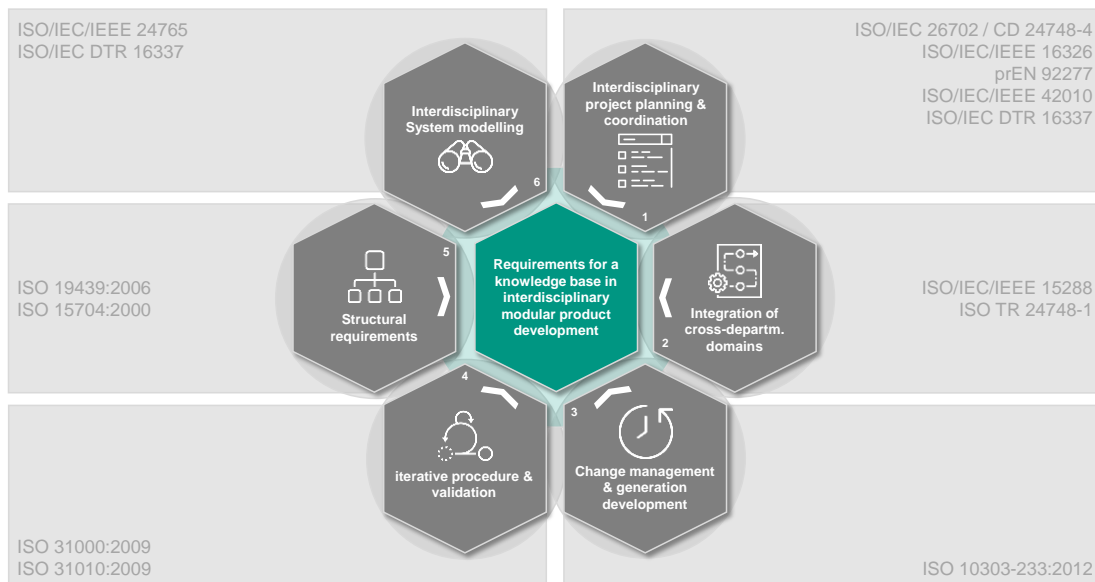 ISO/IEC/IEEE 24765
ISO/IEC DTR 16337
ISO/IEC 26702 / CD 24748-4
ISO/IEC/IEEE 16326
prEN 92277
ISO/IEC/IEEE 42010
ISO/IEC DTR 16337
Interdisciplinary
System modelling
6
Interdisciplinary
project planning &
coordination
1
ISO 19439:2006
ISO 15704:2000
5
Structural
requirements
Requirements for a
knowledge base in
interdisciplinary
modular product
development
Integration of
cross-departm.
domains
2
ISO/IEC/IEEE 15288
ISO TR 24748-1
4
iterative procedure &
validation
3
Change management
& generation
development
ISO 31000:2009
ISO 31010:2009
ISO 10303-233:2012